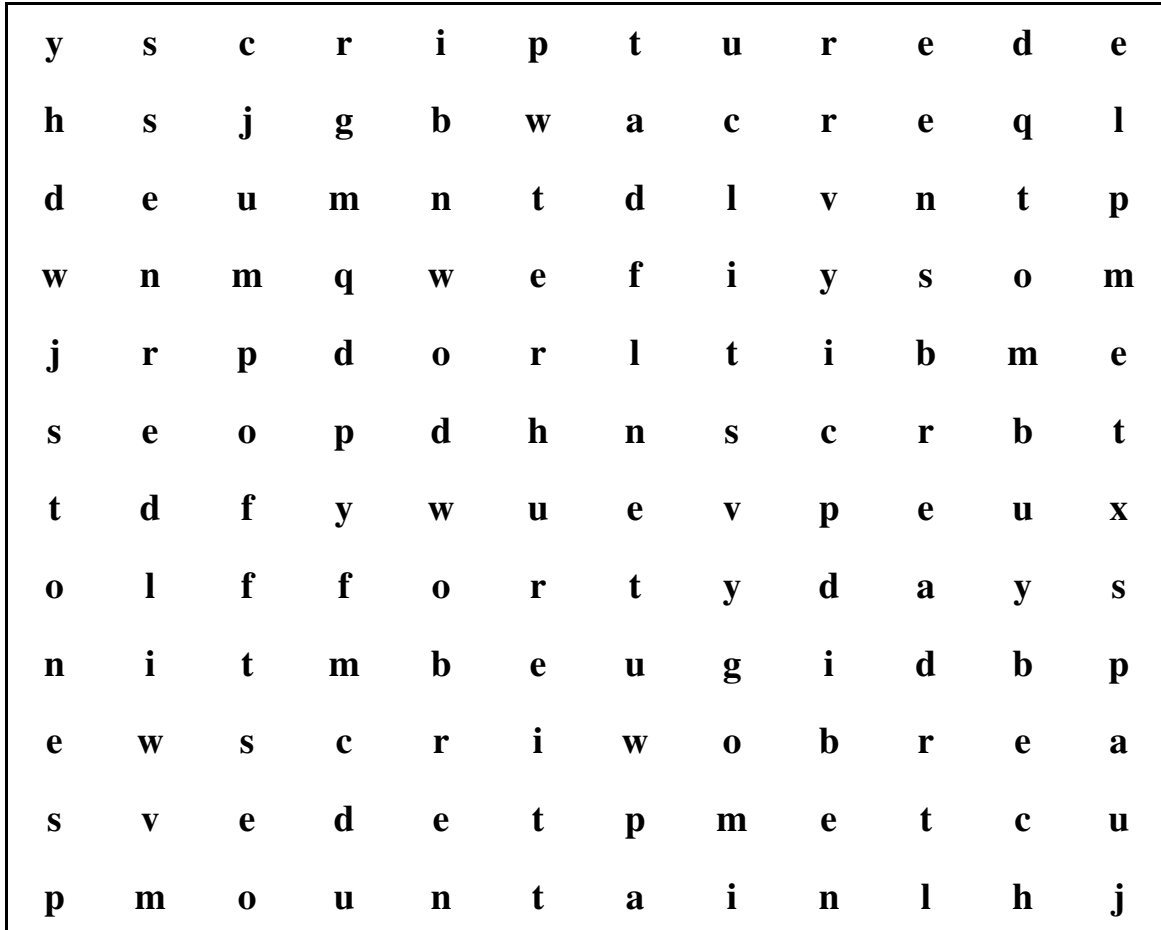 y s c r i p t u r e d e
h s j g b w a c r e q l
d e u m n t d l v n t p
w n m q w e f i y s o m
j r p d o r l t i b m e
s e o p d h n s c r b t
t d f y w u e v p e u x
o l f f o r t y d a y s
n i t m b e u g i d b p
e w s c r i w o b r e a
s v e d e t p m e t c u
p m o u n t a i n l h j